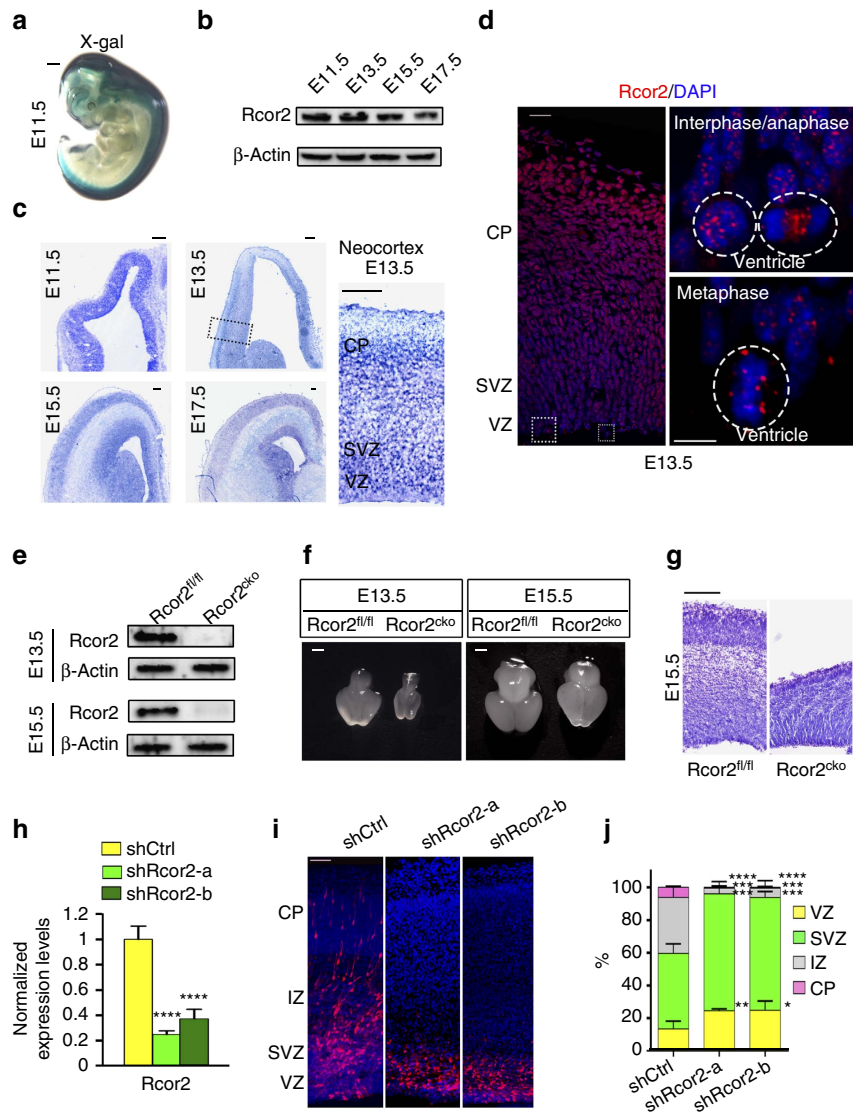 a
X-gal
E11.5
b
E11.5 E13.5 E15.5 E17.5
Rcor2
β-Actin
c
E11.5
E13.5
E15.5
E17.5
Neocortex
E13.5
CP
SVZ
VZ
d
Rcor2/DAPI
CP
SVZ
VZ
E13.5
Interphase/anaphase
Ventricle
Metaphase
Ventricle
e
Rcor2fl/fl Rcor2cko
E13.5
Rcor2
β-Actin
E15.5
Rcor2
β-Actin
f
E13.5
Rcor2fl/fl Rcor2cko
E15.5
Rcor2fl/fl Rcor2cko
g
E15.5
Rcor2fl/fl
Rcor2cko
h
shCtrl
shRcor2-a
shRcor2-b
Normalized
expression levels
1.2
1
0.8
0.6
0.4
0.2
0
****
****
Rcor2
i
shCtrl shRcor2-a shRcor2-b
CP
IZ
SVZ
VZ
j
%
100
80
60
40
20
0
****
***
***
**
****
***
***
*
VZ
SVZ
IZ
CP
shCtrl shRcor2-a shRcor2-b